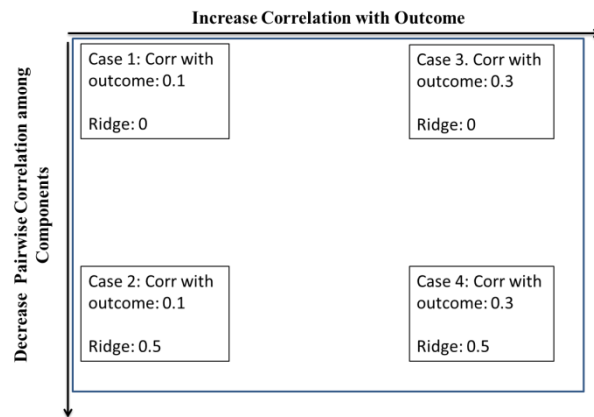 Increase Correlation with Outcome
Decrease Pairwise Correlation among
Components
Case 1: Corr with
outcome: 0.1
Ridge: 0
Case 3. Corr with
outcome: 0.3
Ridge: 0
Case 2: Corr with
outcome: 0.1
Ridge: 0.5
Case 4: Corr with
outcome: 0.3
Ridge: 0.5